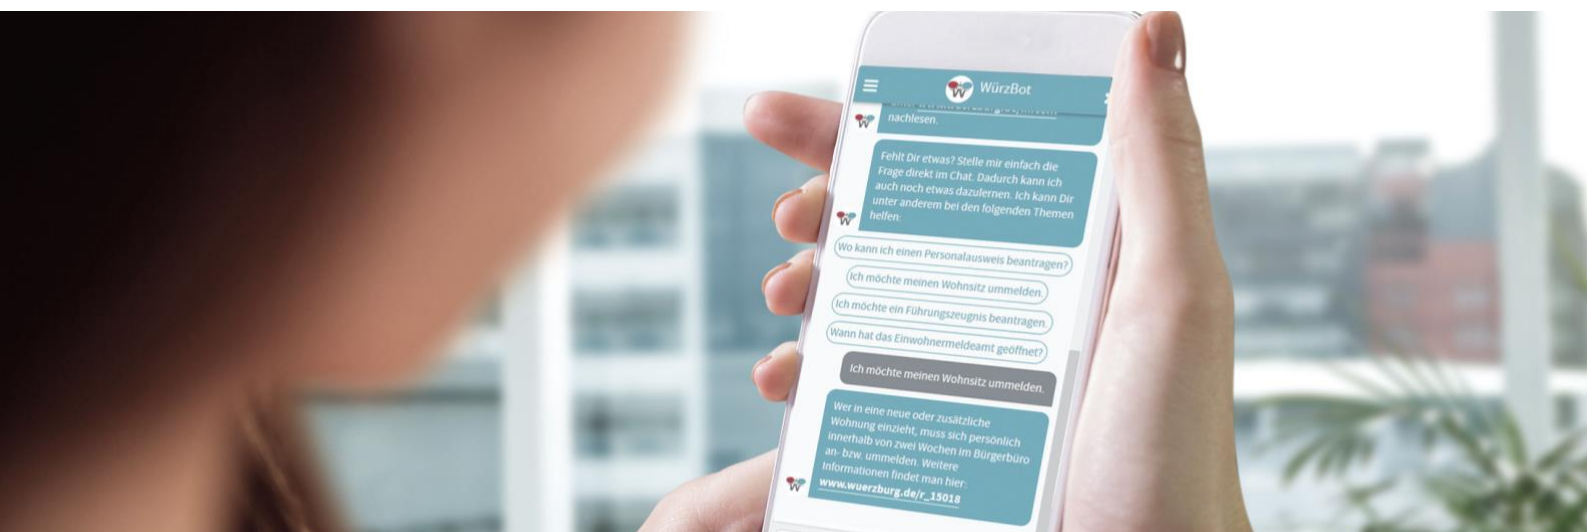 WürzBot
nachlesen.
Fehlt Dir etwas? Stelle mir einfach die
Frage direkt im Chat. Dadurch kann ich
auch noch etwas dazulernen. Ich kann Dir
unter anderem bei den folgenden Themen
helfen:
Wo kann ich einen Personalausweis beantragen?
Ich möchte meinen Wohnsitz ummelden.
Ich möchte ein Führungszeugnis beantragen.
Wann hat das Einwohnermeldeamt geöffnet?
Ich möchte meinen Wohnsitz ummelden.
Wer in eine neue oder zusätzliche
Wohnung einzieht, muss sich persönlich
innerhalb von zwei Wochen im Bürgerbüro
an- bzw. ummelden. Weitere
Informationen findet man hier:
www.wuerzburg.de/r_15018